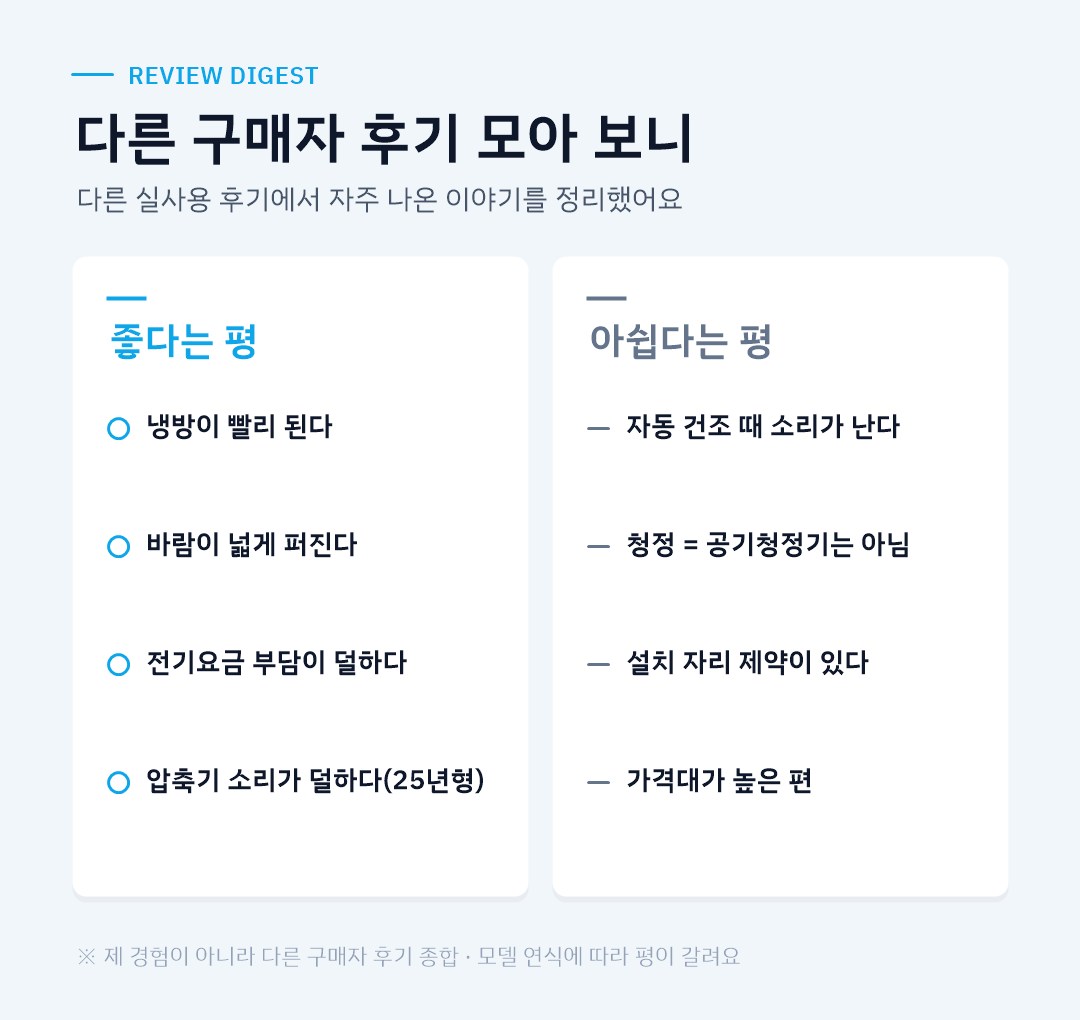 REVIEW DIGEST
다른 구매자 후기 모아 보니
다른 실사용 후기에서 자주 나온 이야기를 정리했어요
좋다는 평
냉방이 빨리 된다
바람이 넓게 퍼진다
전기요금 부담이 덜하다
압축기 소리가 덜하다(25년형)
아쉽다는 평
자동 건조 때 소리가 난다
청정 = 공기청정기는 아님
설치 자리 제약이 있다
가격대가 높은 편
※ 제 경험이 아니라 다른 구매자 후기 종합 · 모델 연식에 따라 평이 갈려요